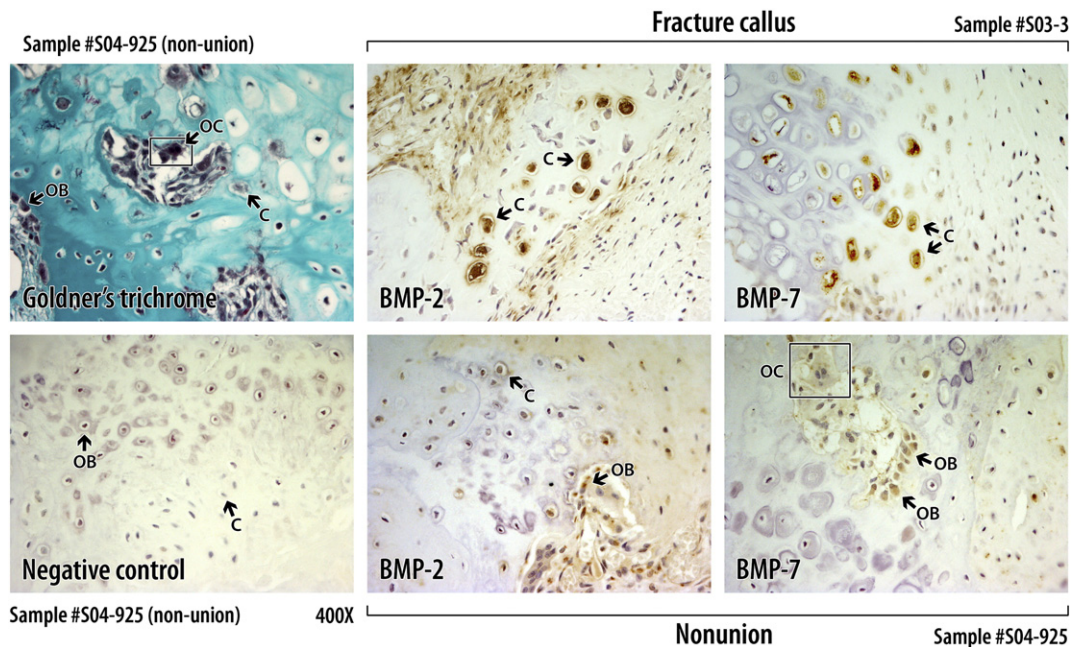 Fracture callus
Sample #S04-925 (non-union)
Sample #S03-3
OC
OB
C
Goldner's trichrome
C
C
BMP-2
C
BMP-7
OB
C
Negative control
C
OB
BMP-2
OC
OB
OB
BMP-7
Sample #S04-925 (non-union)
400X
Nonunion
Sample #S04-925